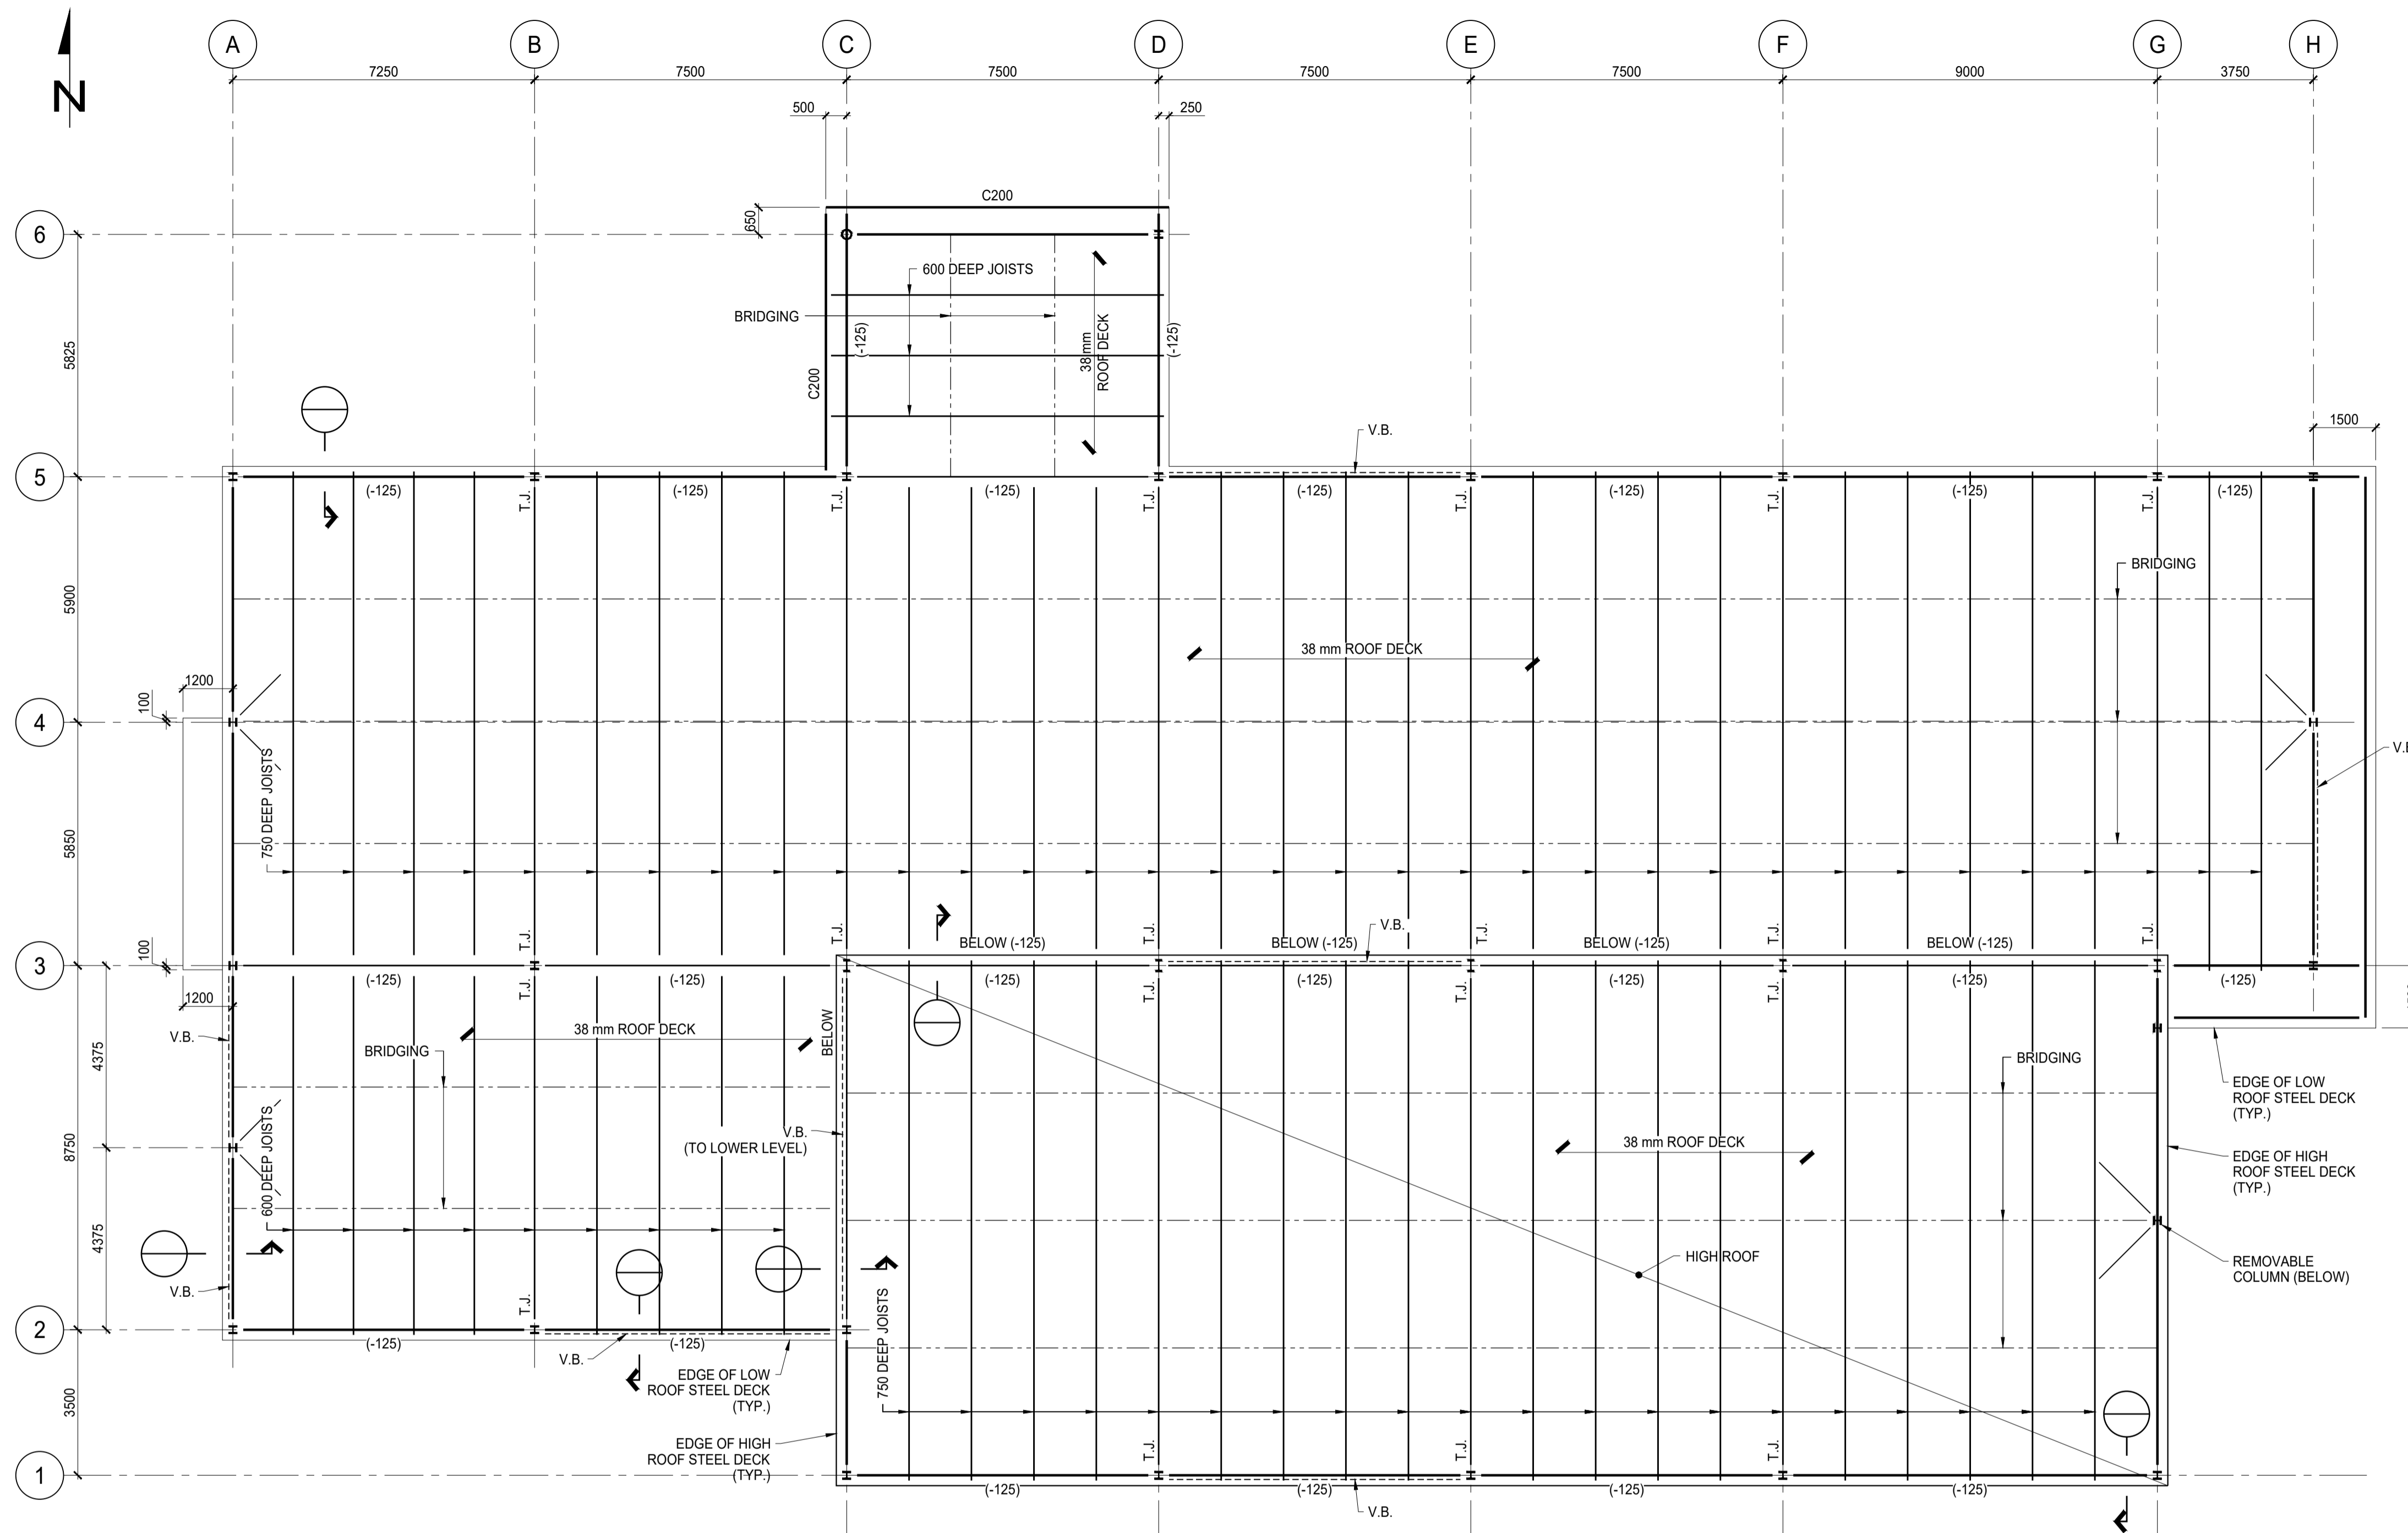 N
A
B
C
D
E
F
G
H
7250
7500
7500
7500
7500
9000
3750
500
250
C200
650
6
600 DEEP JOISTS
BRIDGING
(-125)
38 mm
ROOF DECK
(-125)
C200
5825
V.B.
1500
5
(-125)
(-125)
(-125)
(-125)
(-125)
(-125)
(-125)
T.J.
T.J.
T.J.
T.J.
T.J.
T.J.
BRIDGING
5900
38 mm ROOF DECK
1200
100
4
V.B
750 DEEP JOISTS
5850
T.J.
T.J.
T.J.
T.J.
T.J.
T.J.
V.B.
BELOW (-125)
BELOW (-125)
BELOW (-125)
BELOW (-125)
100
3
(-125)
(-125)
(-125)
(-125)
(-125)
(-125)
(-125)
T.J.
T.J.
T.J.
T.J.
1200
V.B.
38 mm ROOF DECK
BELOW
BRIDGING
BRIDGING
4375
EDGE OF LOW
ROOF STEEL DECK
(TYP.)
V.B.
(TO LOWER LEVEL)
38 mm ROOF DECK
8750
600 DEEP JOISTS
EDGE OF HIGH
ROOF STEEL DECK
(TYP.)
4375
HIGH ROOF
REMOVABLE
COLUMN (BELOW)
V.B.
T.J.
2
(-125)
(-125)
V.B.
750 DEEP JOISTS
EDGE OF LOW
ROOF STEEL DECK
(TYP.)
3500
EDGE OF HIGH
ROOF STEEL DECK
(TYP.)
T.J.
T.J.
T.J.
1
(-125)
(-125)
(-125)
(-125)
V.B.